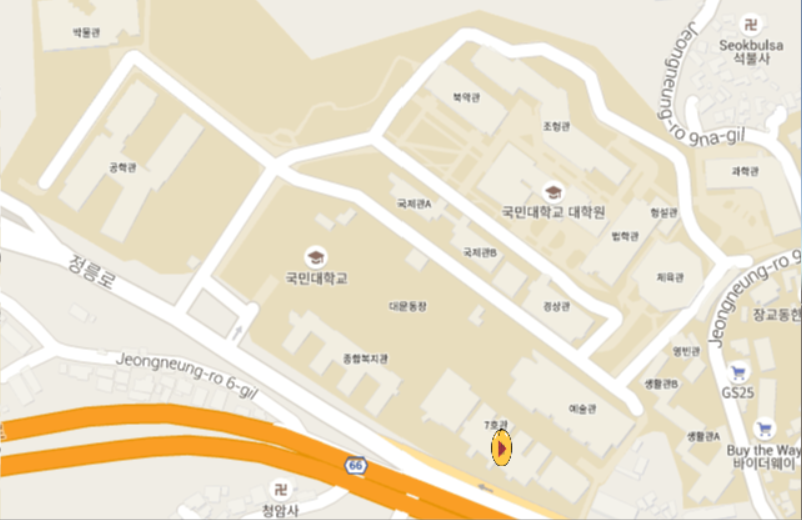 박물관
Seokbulsa
석불사
Jeongneung-ro 9na-gil
북악관
조형관
공학관
과학관
국제관A
국민대학교 대학원
형설관
법학관
국제관B
정릉로
국민대학교
체육관
Jeongneung-ro 9
대운동장
경상관
장교동한
Jeongneung-ro 6-gil
종합복지관
영빈관
생활관B
GS25
예술관
7호관
생활관A
Buy the Way
바이더웨이
66
청암사